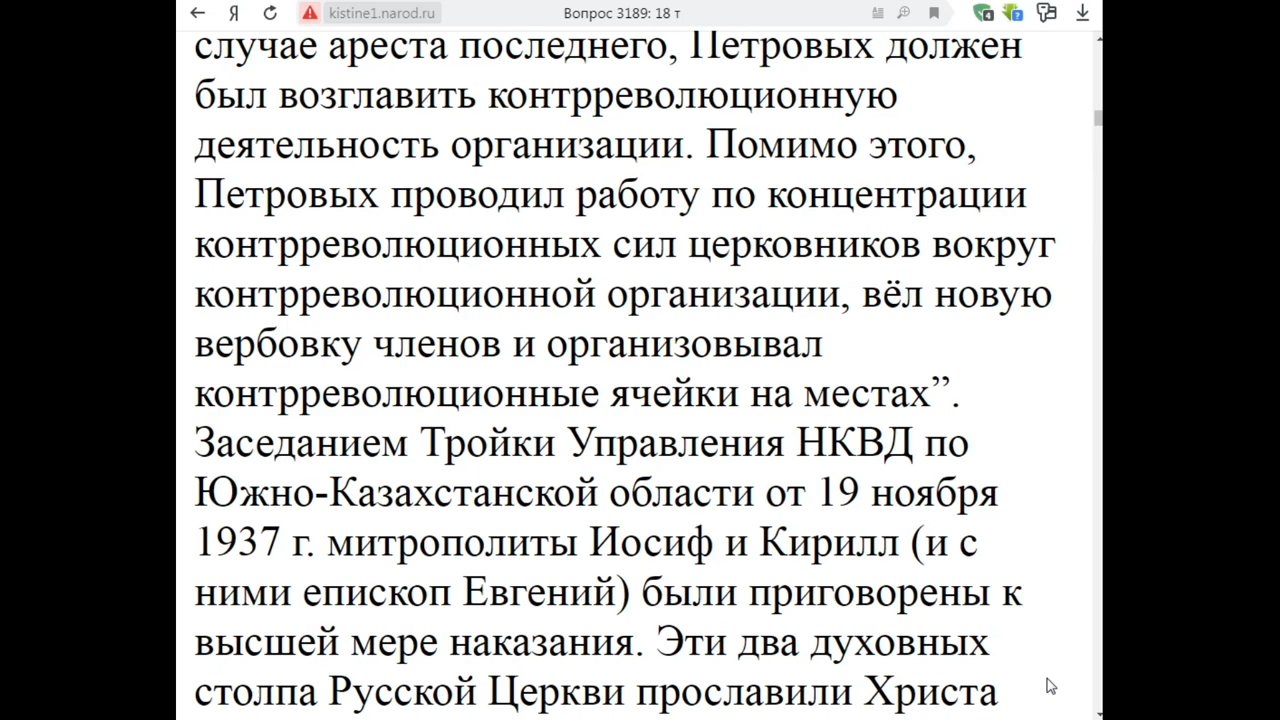 kistine1.narod.ru
Вопрос 3189: 18 т
случае ареста последнего, Петровых должен
был возглавить контрреволюционную
деятельность организации. Помимо этого,
Петровых проводил работу по концентрации
контрреволюционных сил церковников вокруг
контрреволюционной организации, вёл новую
вербовку членов и организовывал
контрреволюционные ячейки на местах”.
Заседанием Тройки Управления НКВД по
Южно-Казахстанской области от 19 ноября
1937 г. митрополиты Иосиф и Кирилл (и с
ними епископ Евгений) были приговорены к
высшей мере наказания. Эти два духовных
столпа Русской Церкви прославили Христа